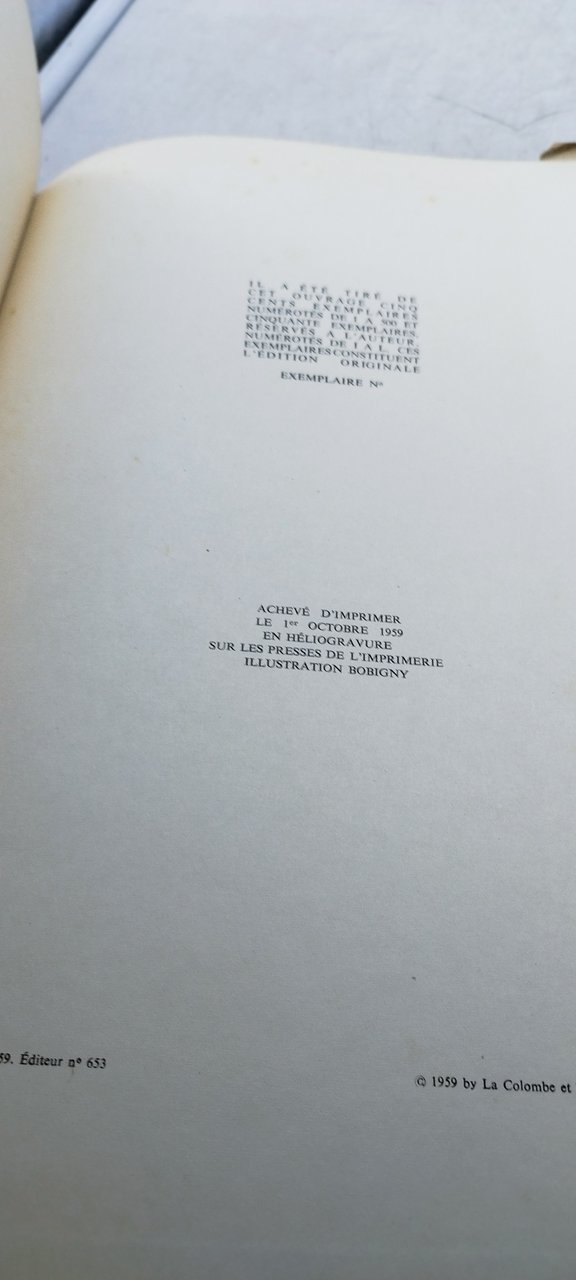 IL A ÉTÉ TIRÉ DE
CET OUVRAGE CINQ
CENTS EXEMPLAIRES
NUMÉROTÉS DE 1 A 500 ET
CINQUANTE EXEMPLAIRES,
RÉSERVÉS A L'AUTEUR,
NUMÉROTÉS DE I A L. CES
EXEMPLAIRES CONSTITUENT
L'ÉDITION ORIGINALE
EXEMPLAIRE Nº
ACHEVÉ D'IMPRIMER
LE 1er OCTOBRE 1959
EN HÉLIOGRAVURE
SUR LES PRESSES DE L'IMPRIMERIE
ILLUSTRATION BOBIGNY
59. Éditeur nº 653
© 1959 by La Colombe et